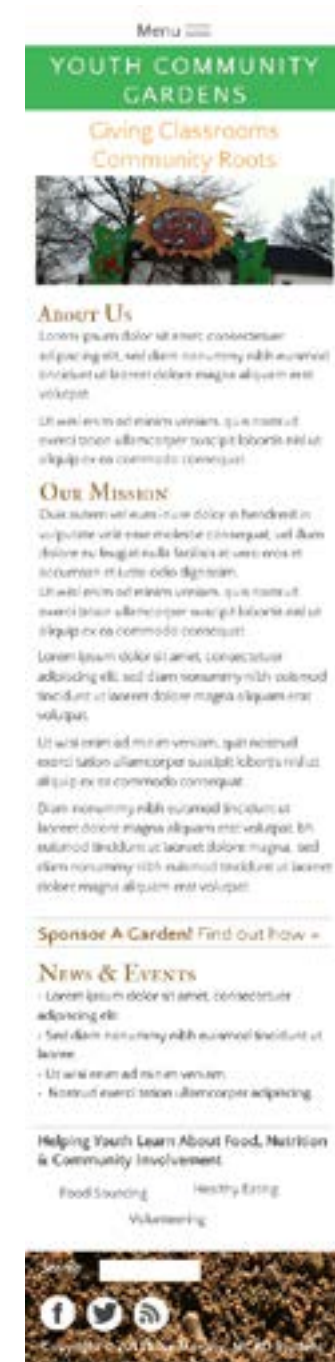 Menu
YOUTH COMMUNITY
GARDENS
Giving Classrooms
Community Roots
About Us
Lorem ipsum dolor sit amet, consectetuer
adipiscing elit, sed diam nonummy nibh euismod
tincidunt ut laoreet dolore magna aliquam erat
volutpat
Ut wisi enim ad minim veniam, quis nostrud
exerci tation ullamcorper suscipit lobortis nisl ut
aliquip ex ea commodo consequat
Our Mission
Duis autem vel eum iriure dolor in hendrerit in
vulputate velit esse molestie consequat, vel illum
dolore eu feugiat nulla facilisis at vero eros et
accumsan et iusto odio dignissim.
Ut wisi enim ad minim veniam, quis nostrud
exerci tation ullamcorper suscipit lobortis nisl ut
aliquip ex ea commodo consequat
Lorem ipsum dolor sit amet, consectetuer
adipiscing elit, sed diam nonummy nibh euismod
tincidunt ut laoreet dolore magna aliquam erat
volutpat.
Ut wisi enim ad minim veniam, quis nostrud
exerci tation ullamcorper suscipit lobortis nisl ut
aliquip ex ea commodo consequat
Diam nonummy nibh euismod tincidunt ut
laoreet dolore magna aliquam erat volutpat.
euismod tincidunt ut laoreet dolore magna, sed
diam nonummy nibh euismod tincidunt ut laoreet
dolore magna aliquam erat volutpat
Sponsor A Garden! Find out how »
News & Events
- Lorem ipsum dolor sit amet, consectetuer
adipiscing elit
- Sed diam nonummy nibh euismod tincidunt ut
laoree
- Ut wisi enim ad minim veniam
- Nostrud exerci tation ullamcorper adipiscing
Helping Youth Learn About Food, Nutrition
& Community Involvement
Food Sourcing
Healthy Eating
Volunteering
Search
Copyright ©